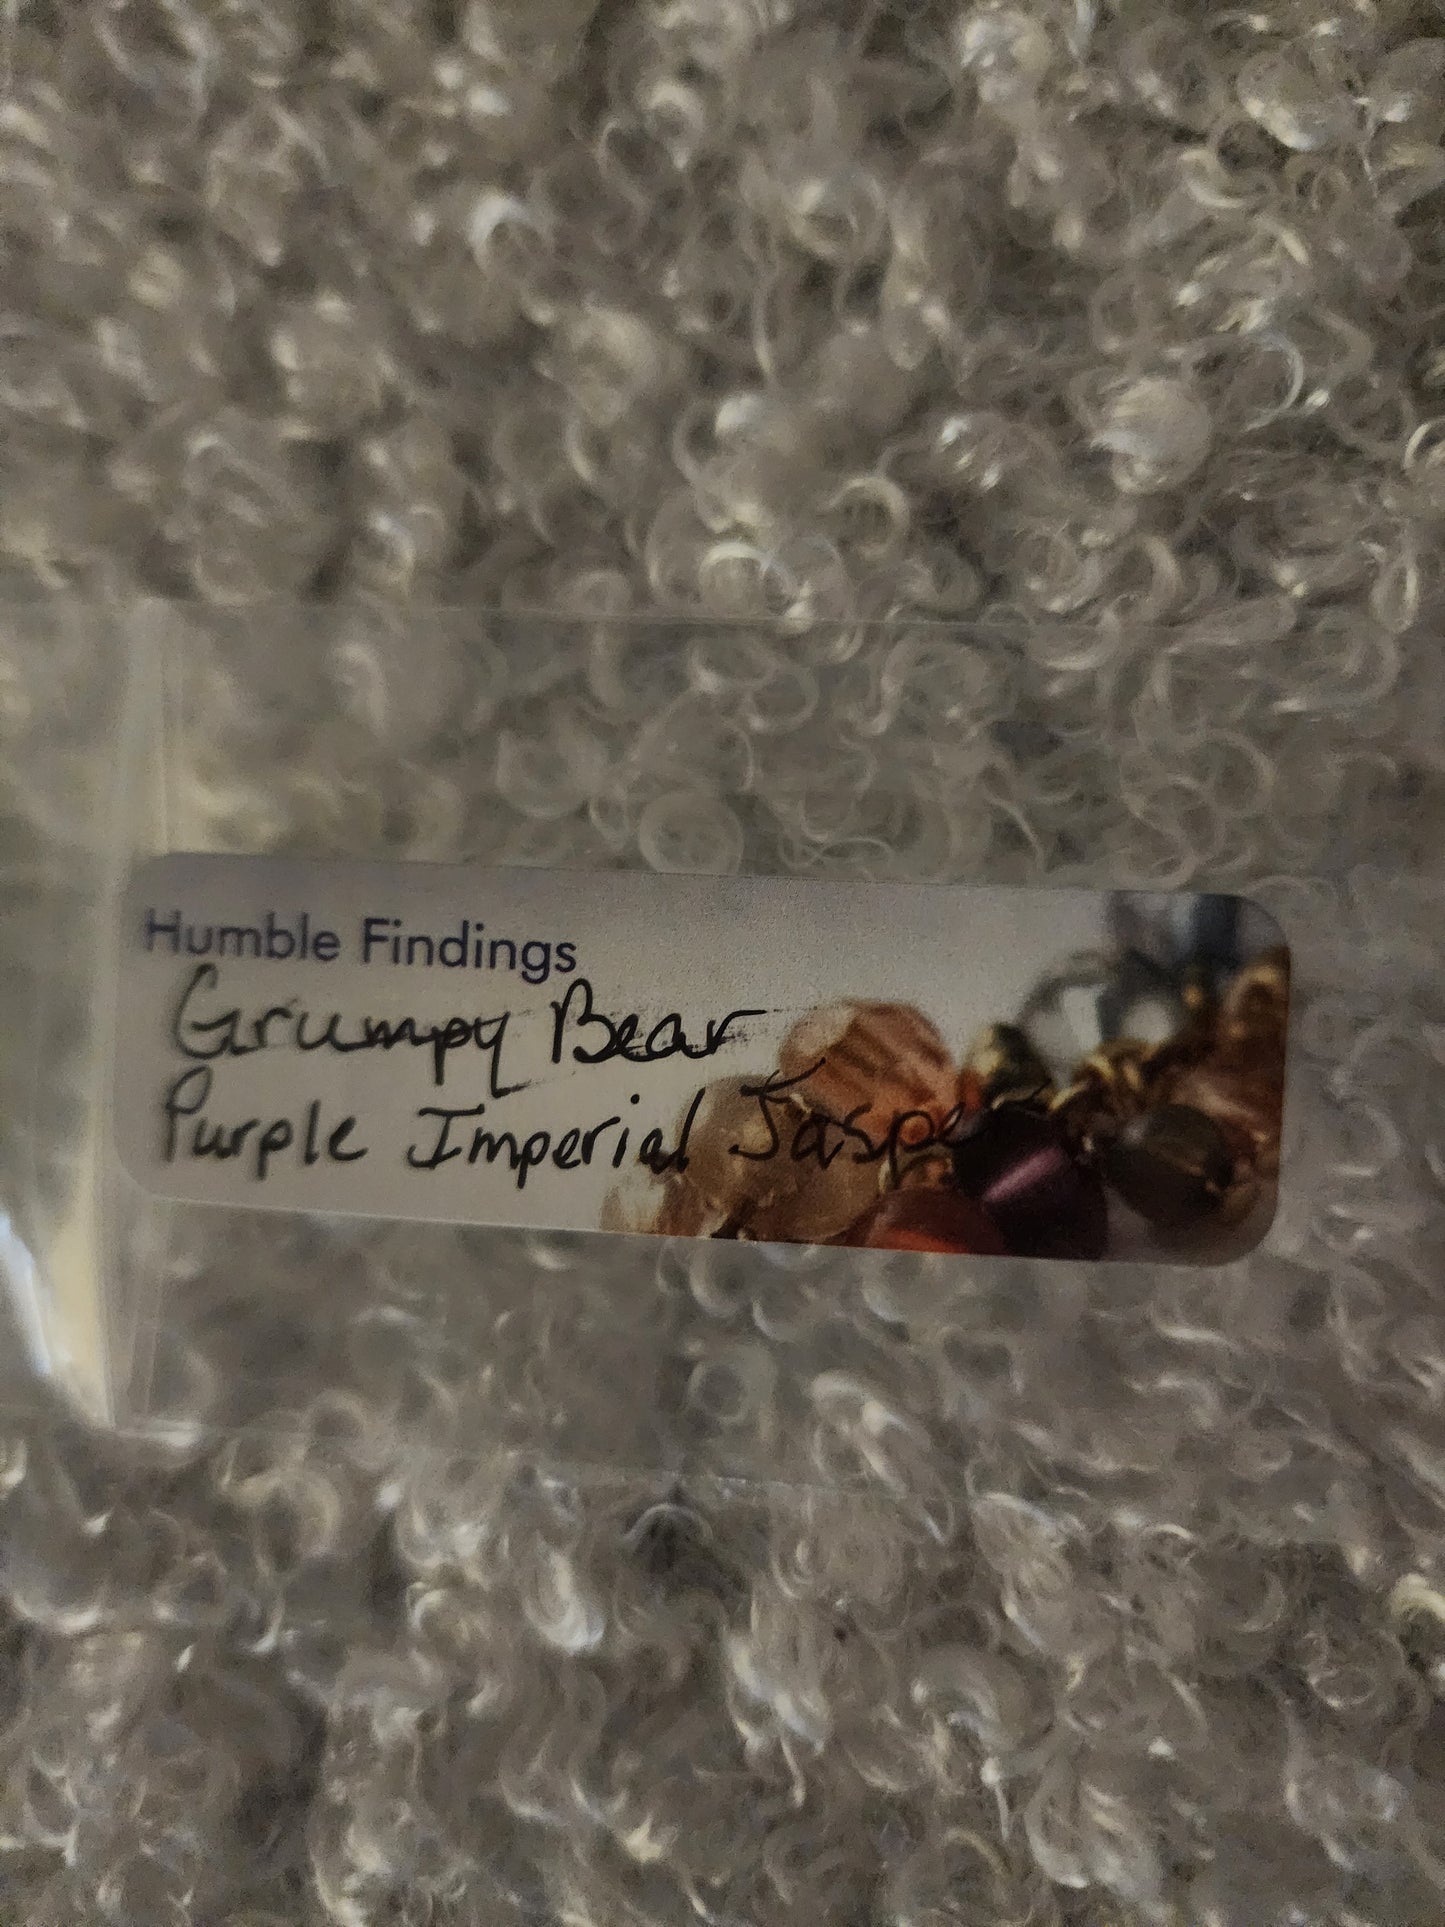 Humble Findings
Grumpy Bear
Purple Imperial Jasper